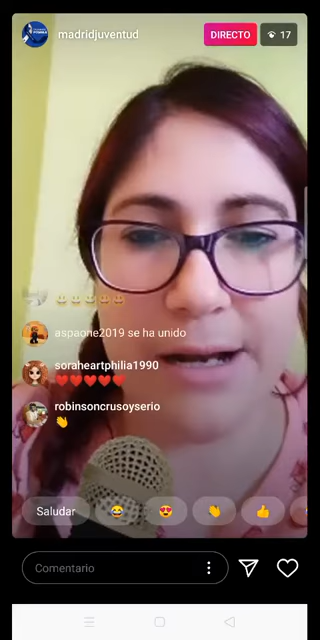 madridjuventud
DIRECTO
17
aspaone2019 se ha unido
soraheartphilia1990
❤️❤️❤️❤️❤️
robinsoncrusoyserio
👏
Saludar
Comentario